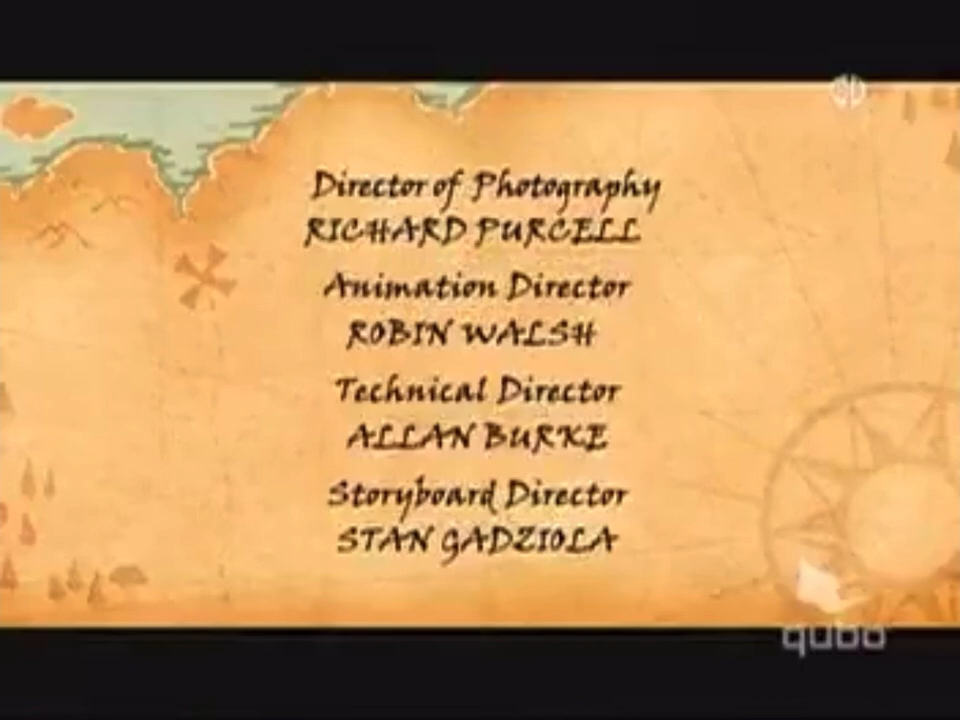 Director of Photography
RICHARD PURCELL
Animation Director
ROBIN WALSH
Technical Director
ALLAN BURKE
Storyboard Director
STAN GADZIOLA
qubo